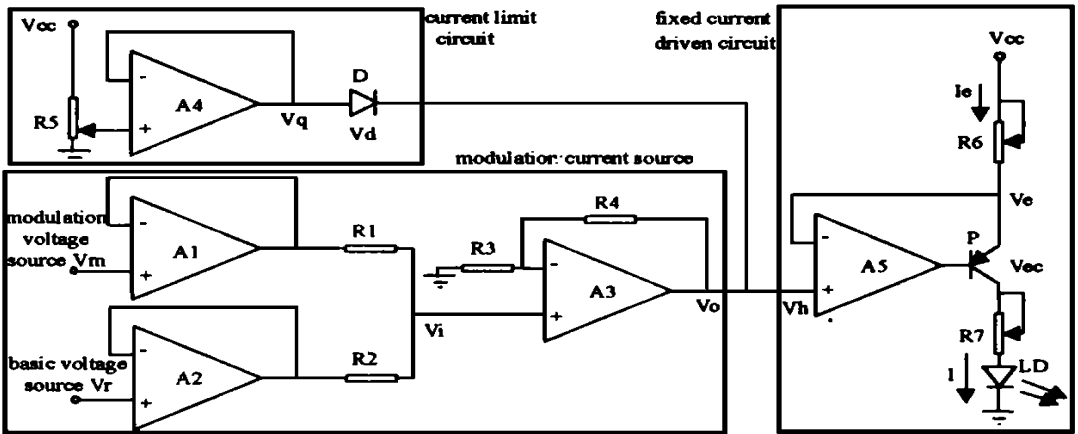 current limit
circuit
fixed current
driven circuit
Vcc
D
-
A4
+
R5
Vq
Vd
Vcc
Ie
R6
modulation current source
modulation
voltage
source Vm
-
A1
+
R1
R4
R3
-
A3
+
Vo
Vi
basic voltage
source Vr
-
A2
+
R2
Ve
-
A5
+
Vh
P
Vec
R7
I
LD